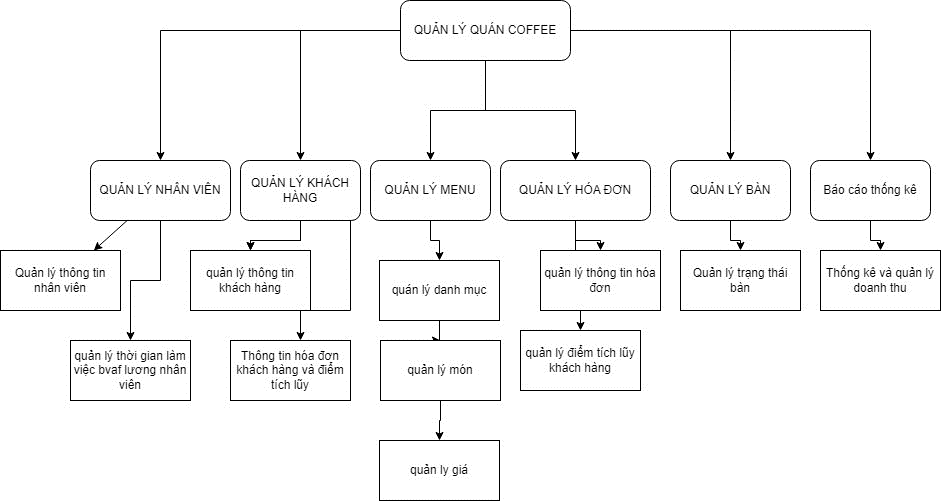 QUẢN LÝ QUÁN COFFEE
QUẢN LÝ NHÂN VIÊN
QUẢN LÝ KHÁCH
HÀNG
QUẢN LÝ MENU
QUẢN LÝ HÓA ĐƠN
QUẢN LÝ BÀN
Báo cáo thống kê
Quản lý thông tin
nhân viên
quản lý thông tin
khách hàng
quán lý danh mục
quản lý thông tin hóa
đơn
Quản lý trạng thái
bàn
Thống kê và quản lý
doanh thu
quản lý thời gian làm
việc bvaf lương nhân
viên
Thông tin hóa đơn
khách hàng và điểm
tích lũy
quản lý món
quản lý điểm tích lũy
khách hàng
quản ly giá